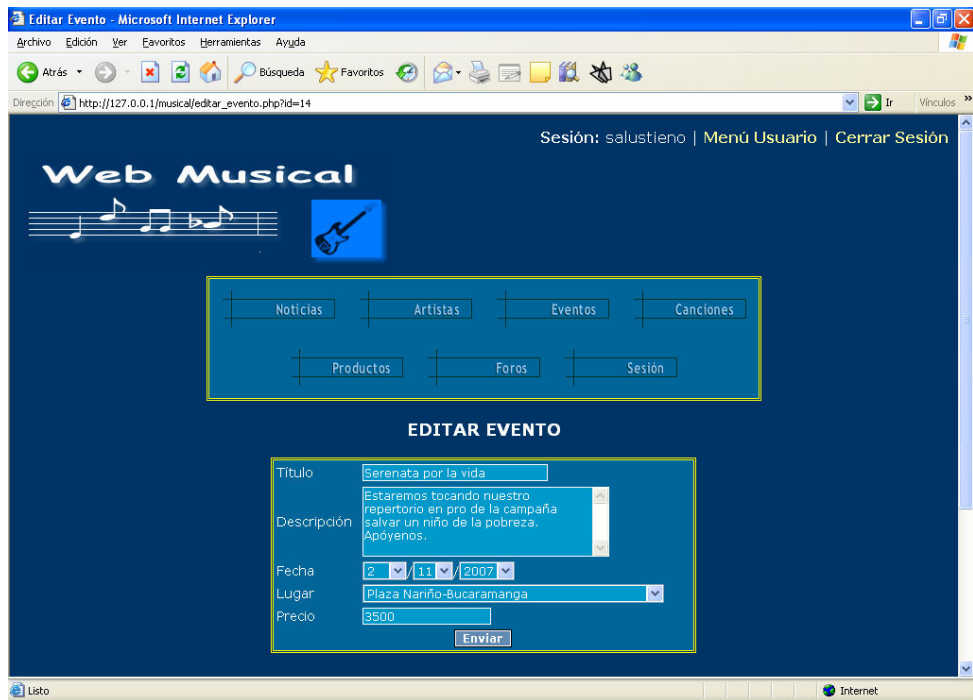 Editar Evento - Microsoft Internet Explorer
Archivo Edición Ver Favoritos Herramientas Ayuda
Atrás Búsqueda Favoritos
Dirección http://127.0.0.1/musical/editar_evento.php?id=14 Ir Vínculos »
Sesión: salustieno | Menú Usuario | Cerrar Sesión
Web Musical
Noticias Artistas Eventos Canciones
Productos Foros Sesión
EDITAR EVENTO
Título Serenata por la vida
Estaremos tocando nuestro
repertorio en pro de la campaña
Descripción salvar un niño de la pobreza.
Apóyenos.
Fecha 2 / 11 / 2007
Lugar Plaza Nariño-Bucaramanga
Precio 3500
Enviar
Listo Internet